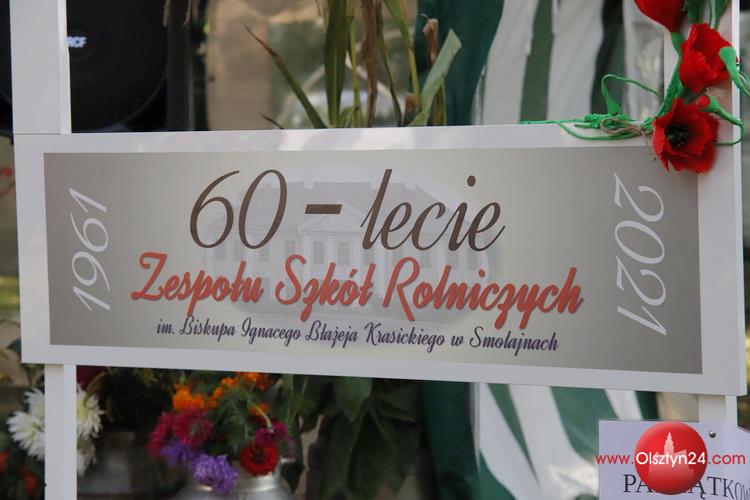 60-lecie
1961
Zespołu Szkół Rolniczych
2021
im. Biskupa Ignacego Błażeja Krasickiego w Smolajnach
www.Olsztyn24.com